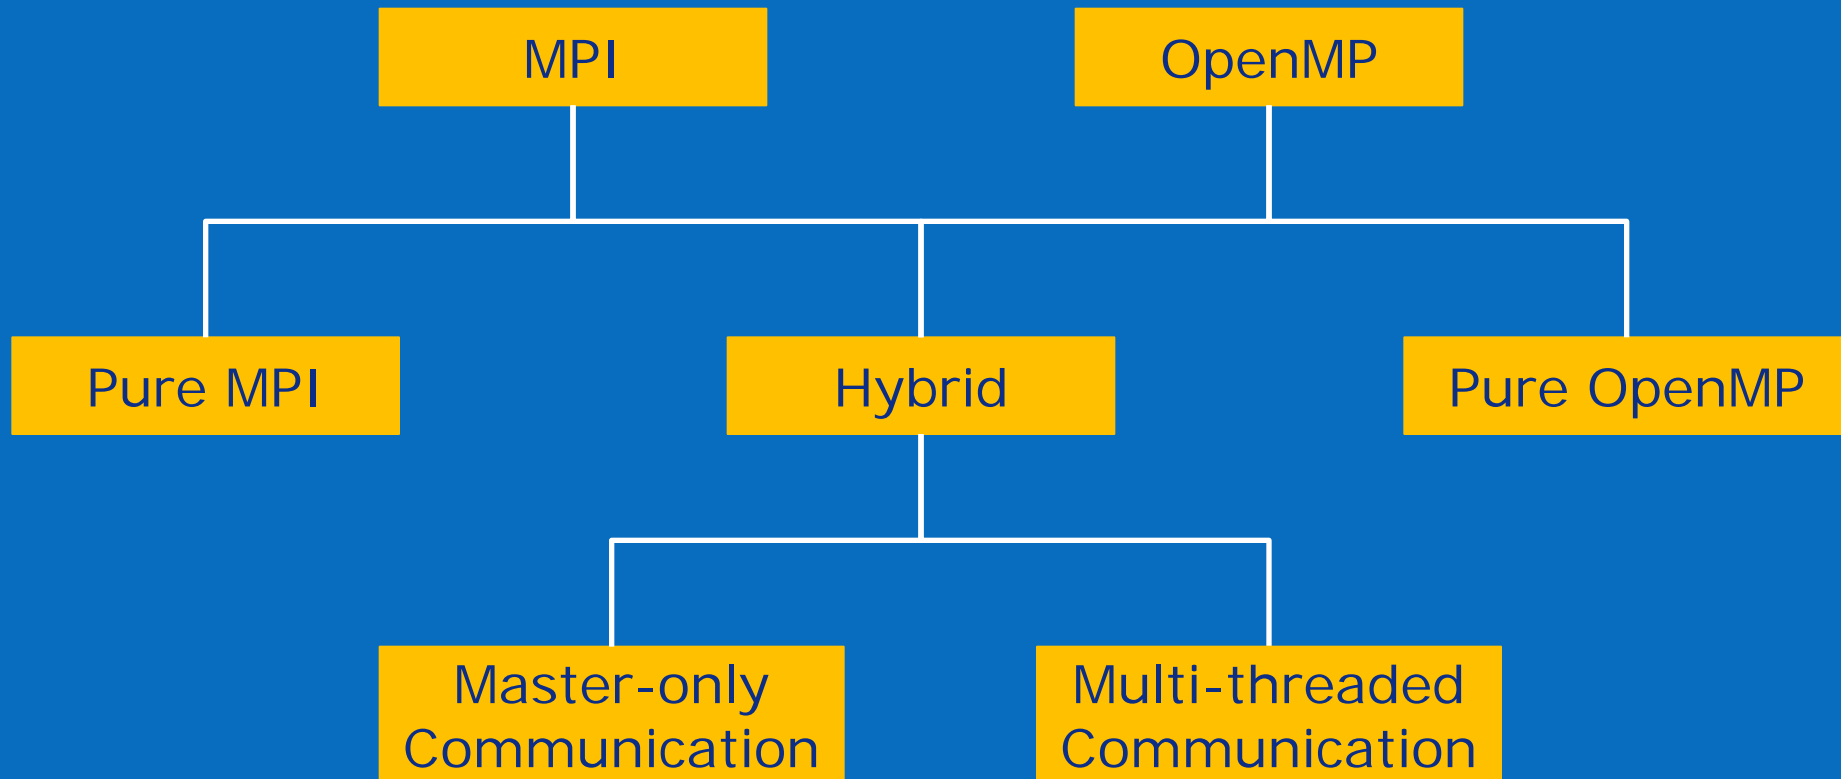 MPI
OpenMP
Pure MPI
Hybrid
Pure OpenMP
Master-only
Communication
Multi-threaded
Communication